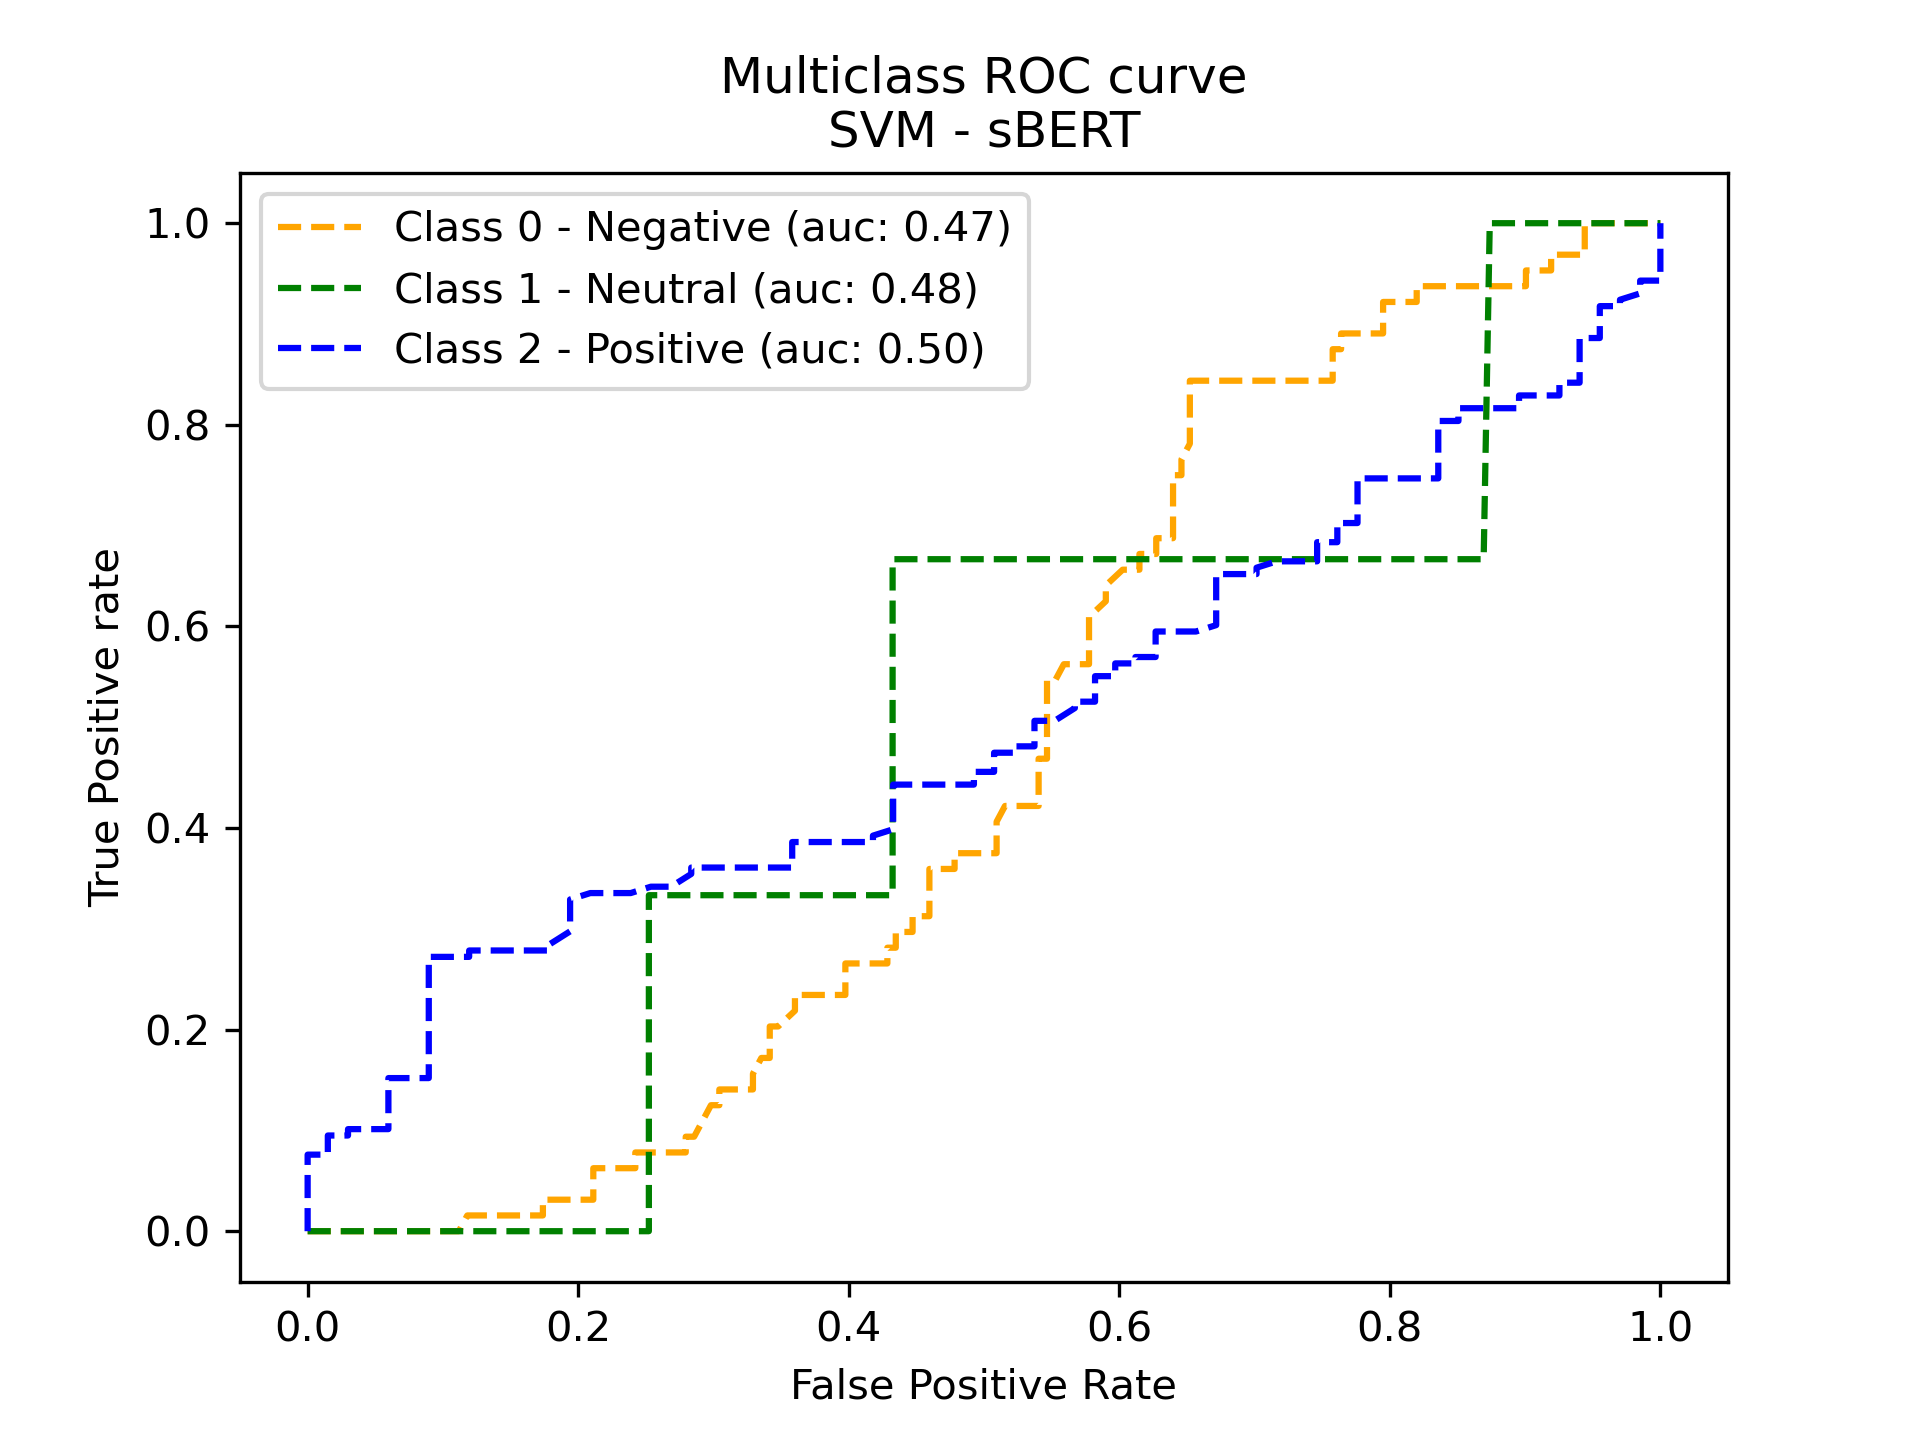 Multiclass ROC curve
SVM - sBERT
Class 0 - Negative (auc: 0.47)
Class 1 - Neutral (auc: 0.48)
Class 2 - Positive (auc: 0.50)
True Positive rate
1.0
0.8
0.6
0.4
0.2
0.0
0.0 0.2 0.4 0.6 0.8 1.0
False Positive Rate